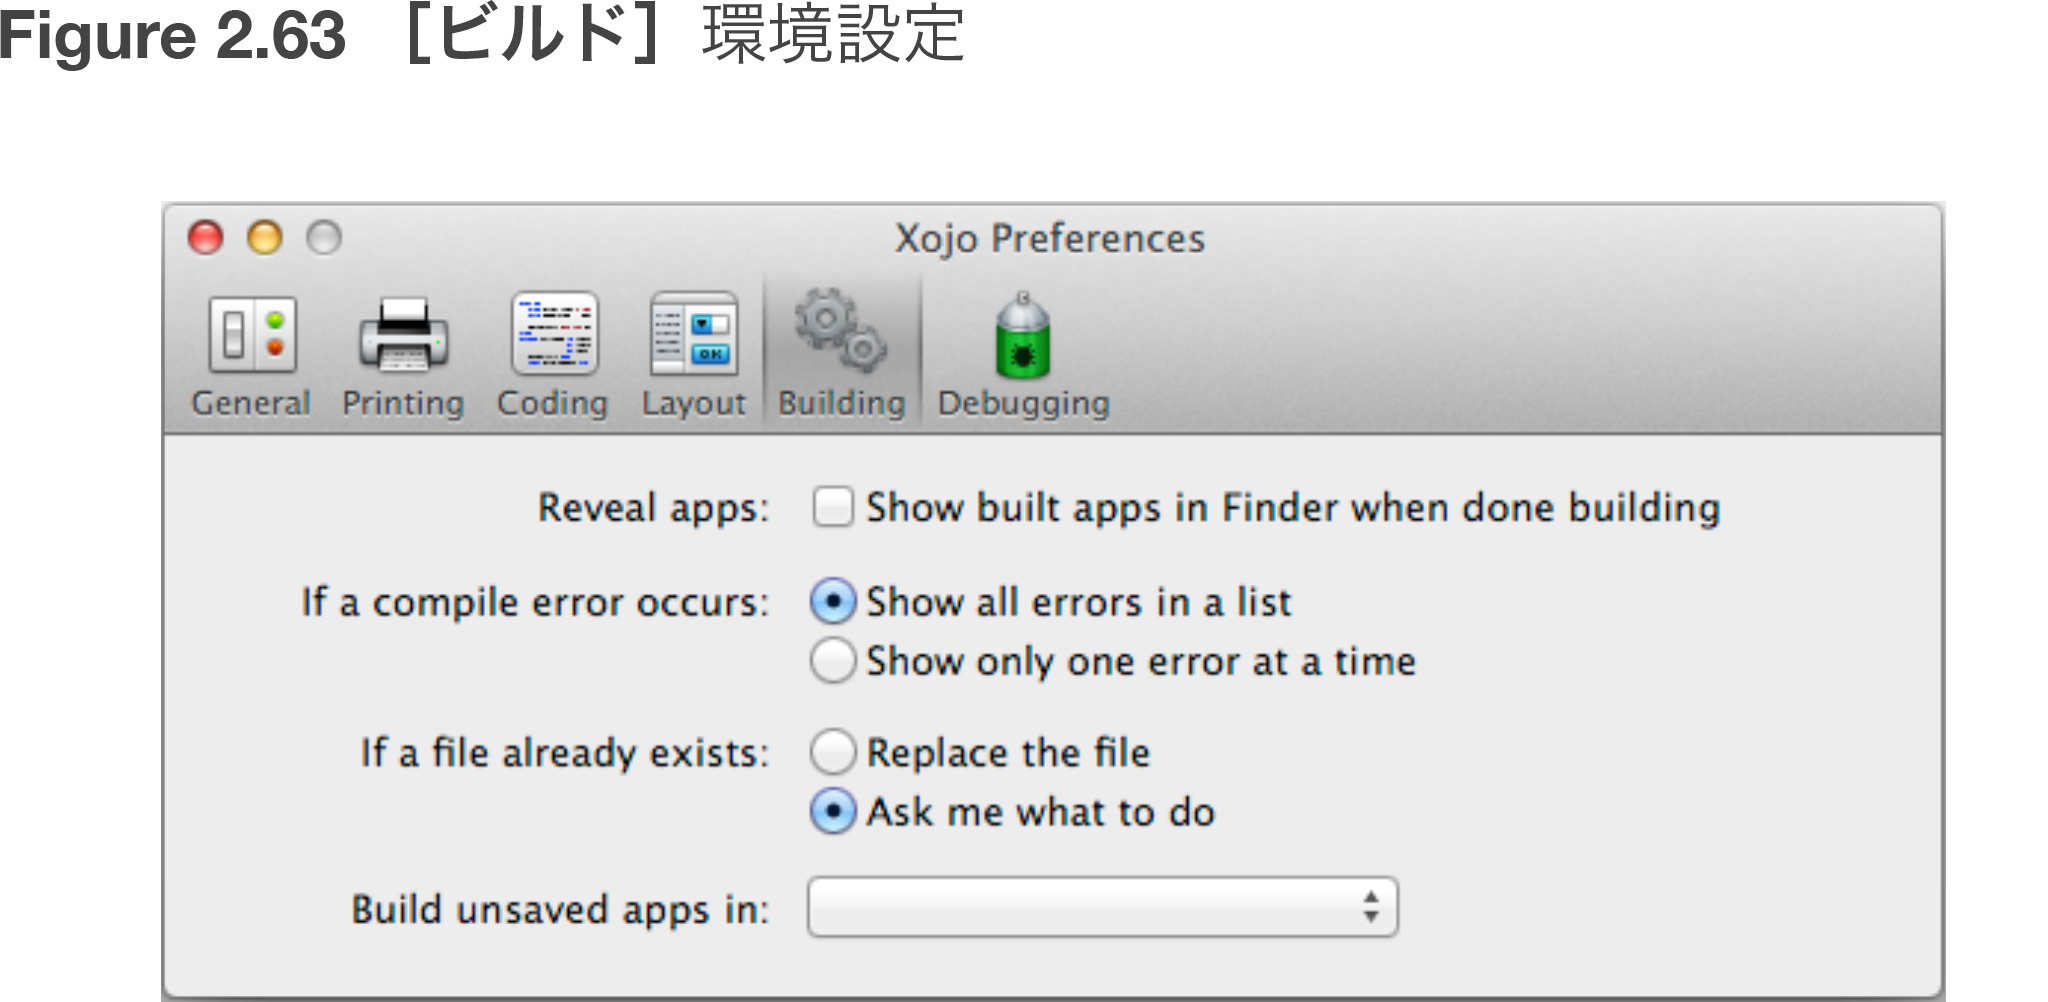 Figure 2.63 ［ビルド］環境設定
Xojo Preferences
General Printing Coding Layout Building Debugging
OK
Reveal apps: Show built apps in Finder when done building
If a compile error occurs: Show all errors in a list
Show only one error at a time
If a file already exists: Replace the file
Ask me what to do
Build unsaved apps in: